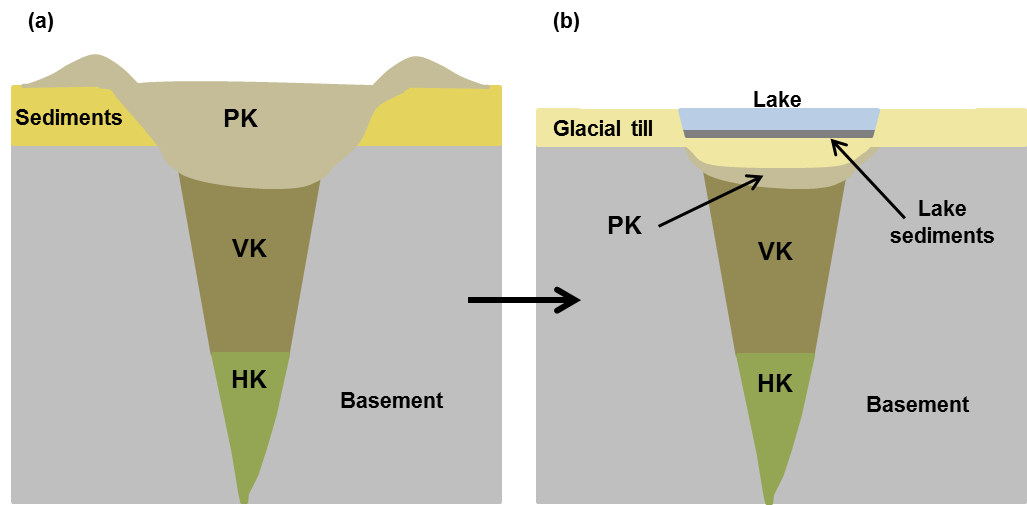 (a)
Sediments
PK
VK
HK
Basement
(b)
Lake
Glacial till
PK
Lake
sediments
VK
HK
Basement